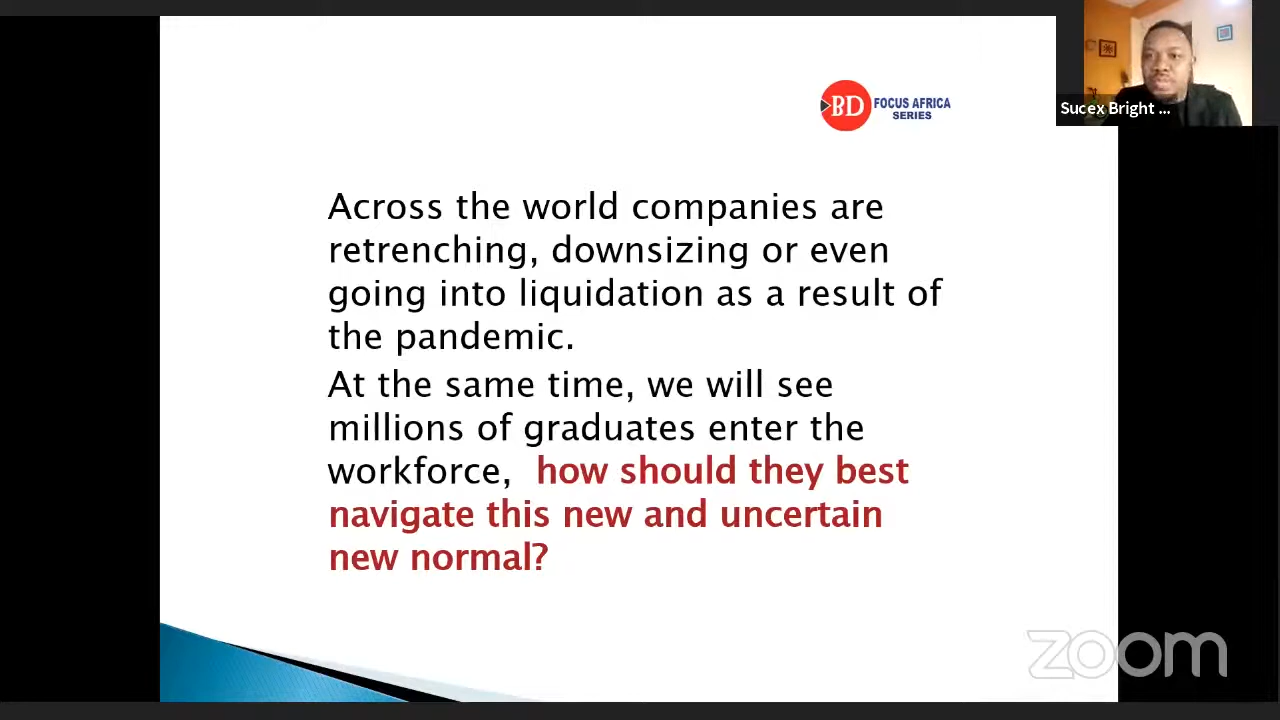 BD FOCUS AFRICA
SERIES
Sucex Bright ...
Across the world companies are
retrenching, downsizing or even
going into liquidation as a result of
the pandemic.
At the same time, we will see
millions of graduates enter the
workforce, how should they best
navigate this new and uncertain
new normal?
zoom